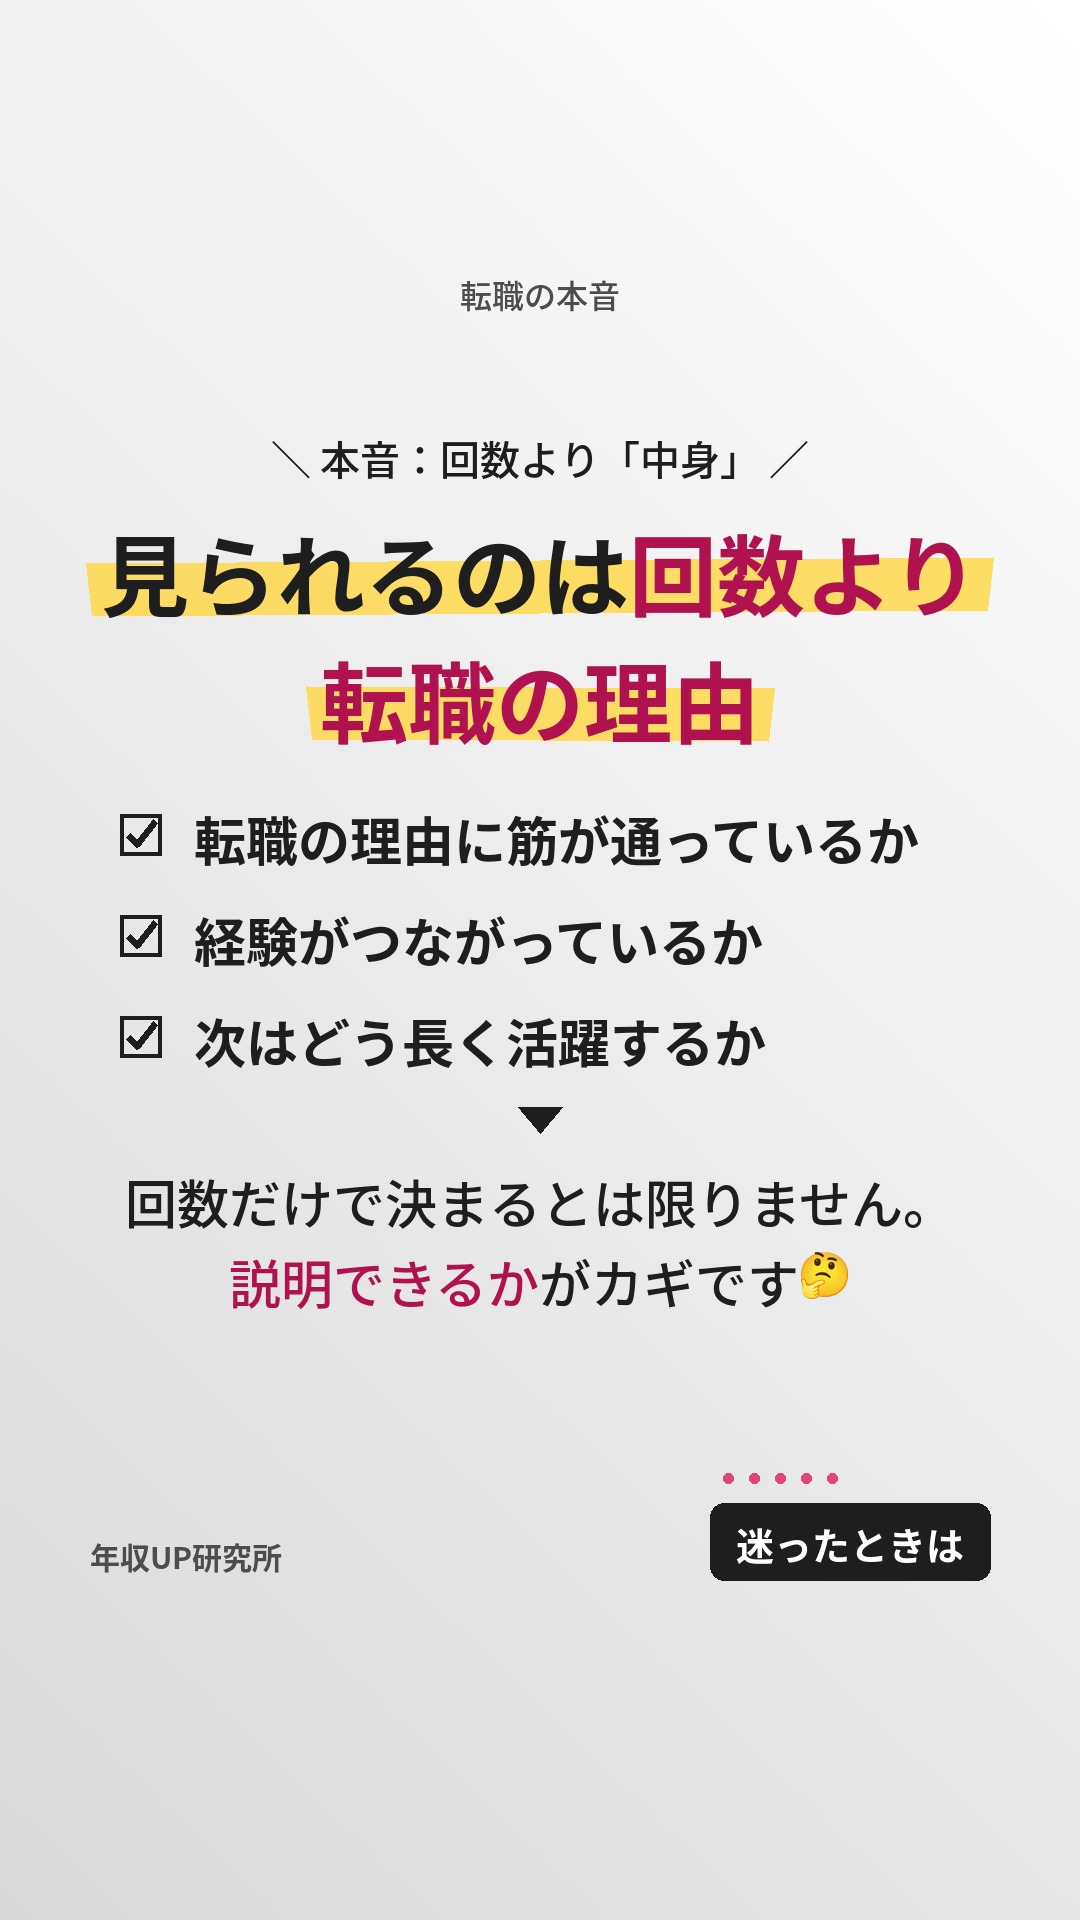 転職の本音
＼ 本音：回数より「中身」 ／
見られるのは回数より
転職の理由
転職の理由に筋が通っているか
経験がつながっているか
次はどう長く活躍するか
回数だけで決まるとは限りません。
説明できるかがカギです🤔
年収UP研究所
迷ったときは